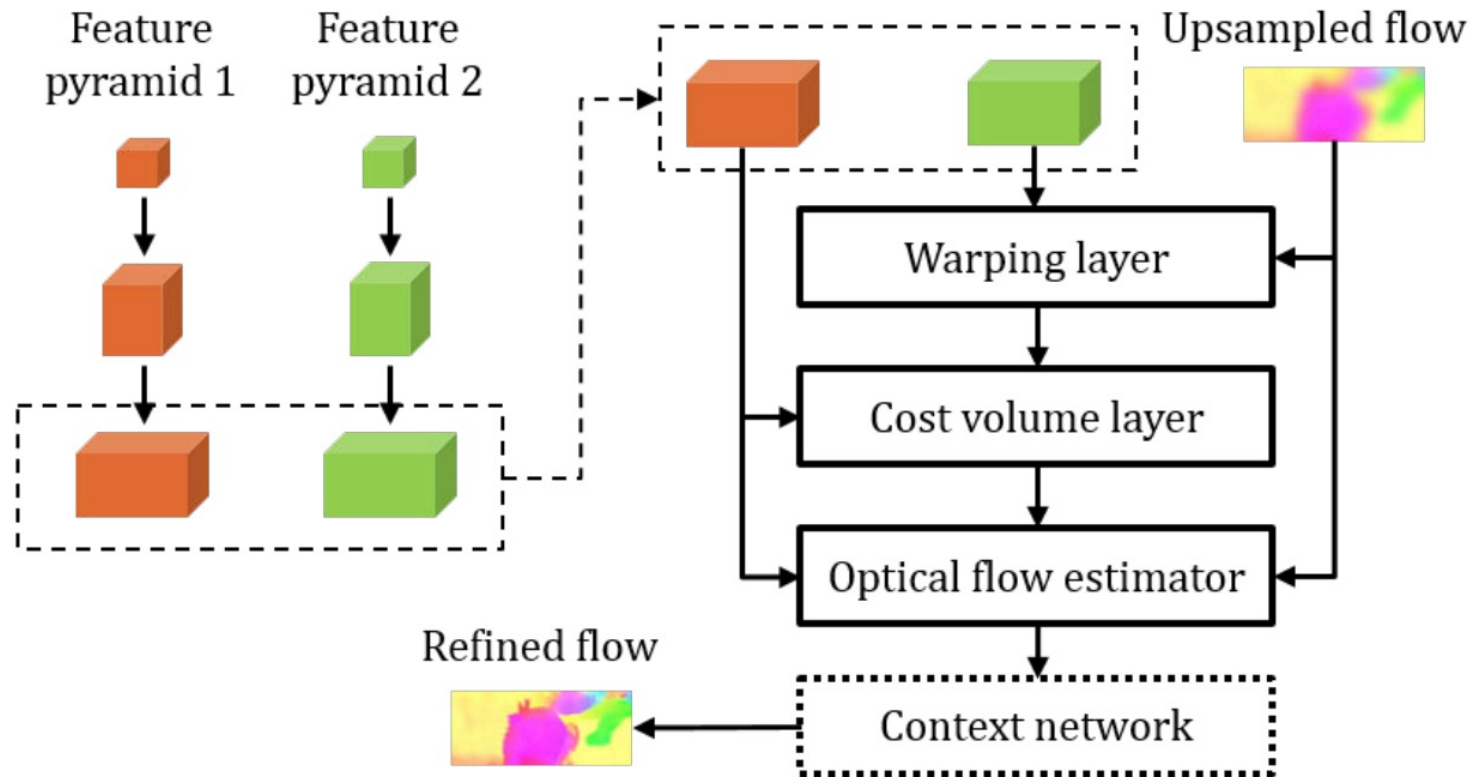 Feature
pyramid 1
Feature
pyramid 2
Upsampled flow
Warping layer
Cost volume layer
Optical flow estimator
Refined flow
Context network